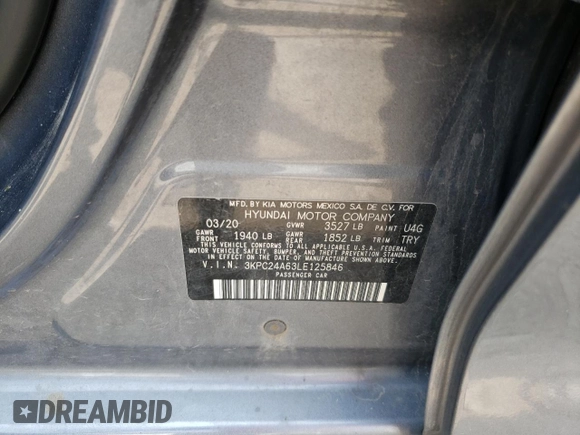 MFD. BY KIA MOTORS MEXICO S.A. DE C.V. FOR
HYUNDAI MOTOR COMPANY
03/20 GVWR 3527 LB PAINT U4G
GAWR FRONT 1940 LB GAWR REAR 1852 LB TRIM TRY
THIS VEHICLE CONFORMS TO ALL APPLICABLE U.S.A. FEDERAL
MOTOR VEHICLE SAFETY, BUMPER, AND THEFT PREVENTION STANDARDS
IN EFFECT ON THE DATE OF MANUFACTURE SHOWN ABOVE.
V.I.N. 3KPC24A63LE125846
PASSENGER CAR
DREAMBID